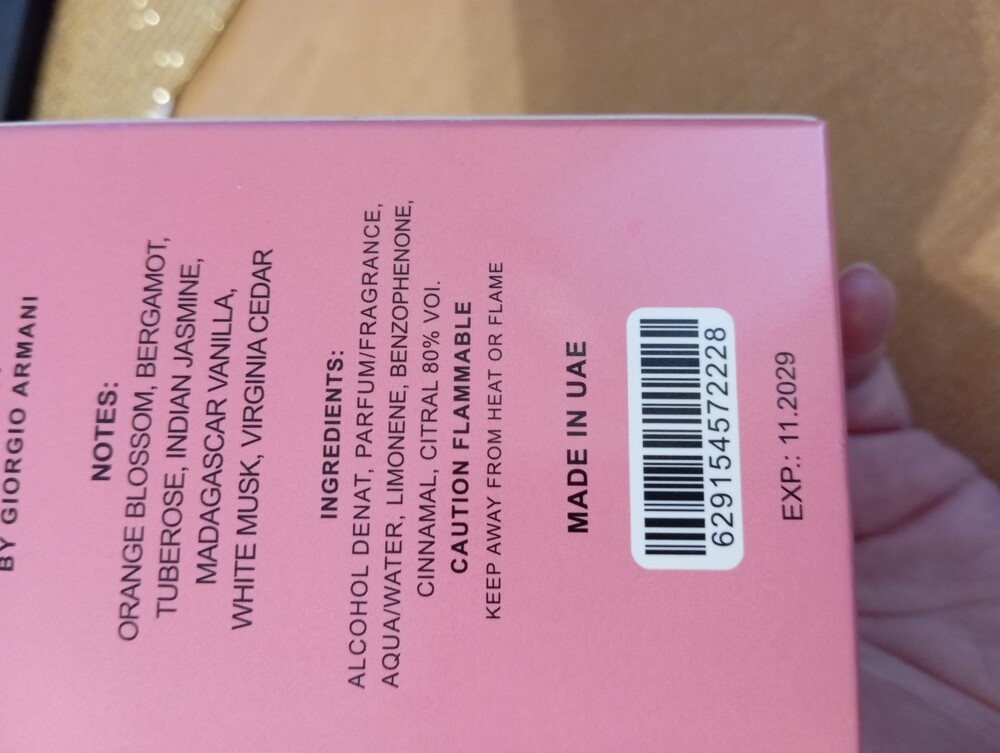 BY GIORGIO ARMANI
NOTES:
ORANGE BLOSSOM, BERGAMOT,
TUBEROSE, INDIAN JASMINE,
MADAGASCAR VANILLA,
WHITE MUSK, VIRGINIA CEDAR
INGREDIENTS:
ALCOHOL DENAT, PARFUM/FRAGRANCE,
AQUA/WATER, LIMONENE, BENZOPHENONE,
CINNAMAL, CITRAL 80% VOI.
CAUTION FLAMMABLE
KEEP AWAY FROM HEAT OR FLAME
MADE IN UAE
6291545722228
EXP.: 11.2029